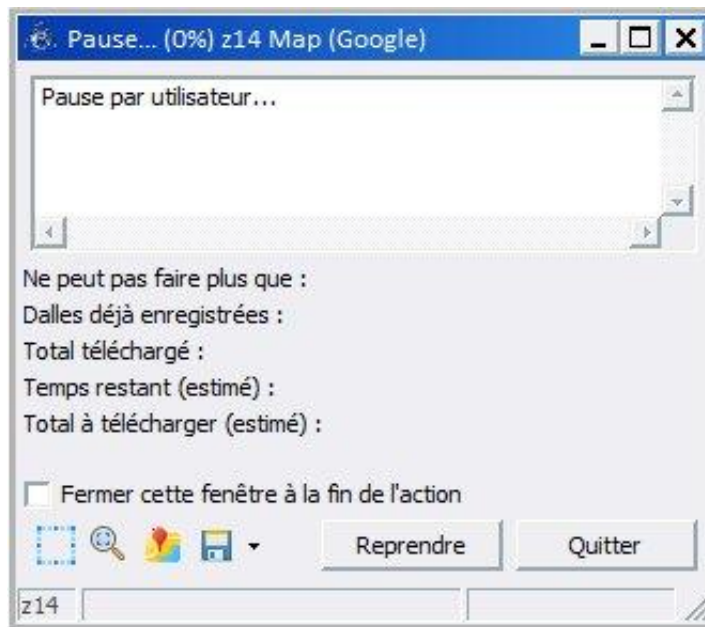 Pause... (0%) z14 Map (Google)
Pause par utilisateur...
Ne peut pas faire plus que :
Dalles déjà enregistrées :
Total téléchargé :
Temps restant (estimé) :
Total à télécharger (estimé) :
Fermer cette fenêtre à la fin de l'action
Reprendre Quitter
z14